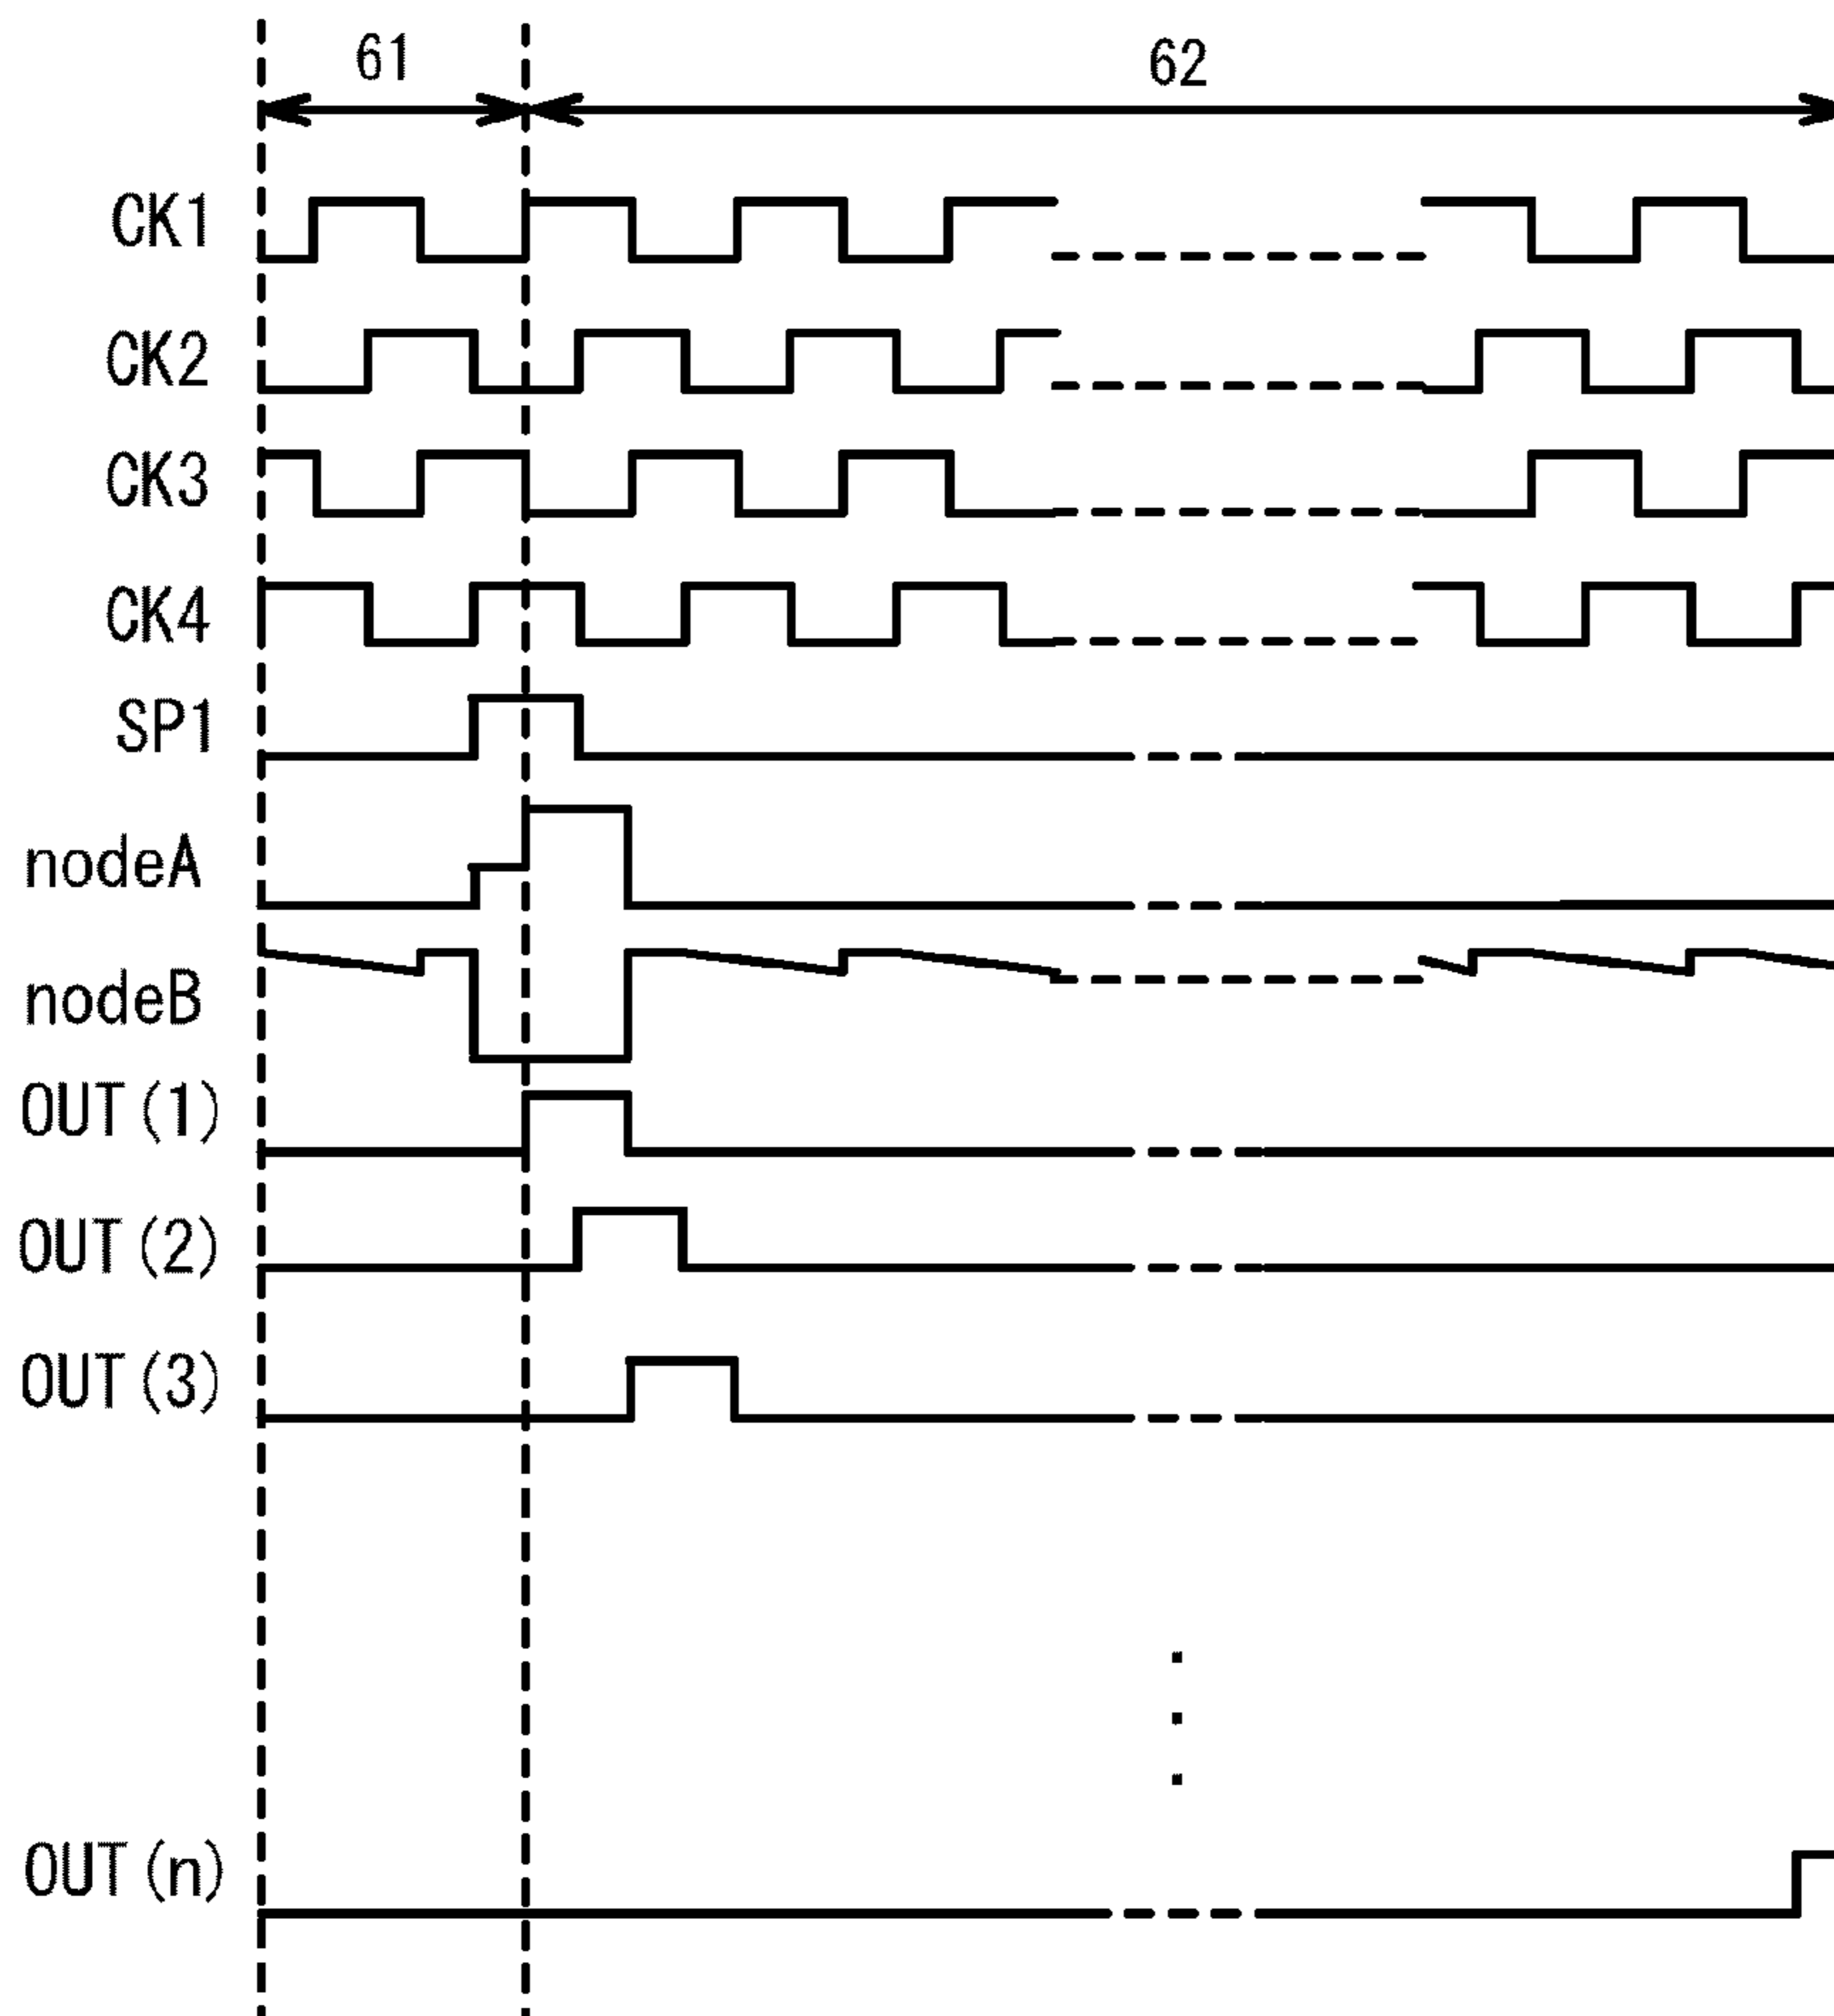 61
62
CK1
CK2
CK3
CK4
SP1
nodeA
nodeB
OUT(1)
OUT(2)
OUT(3)
OUT(n)